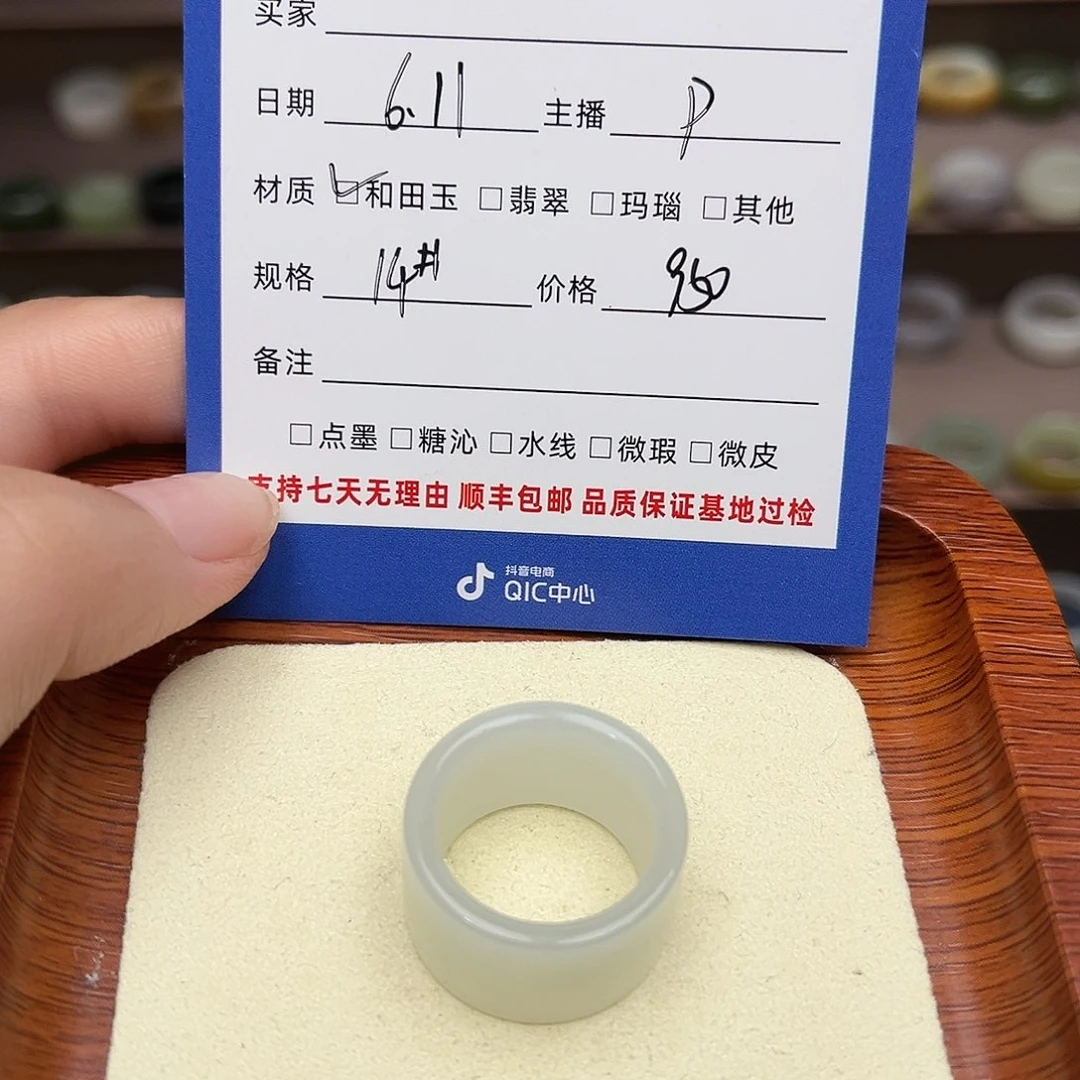 买家
日期 6.11 主播 P
材质 ☑和田玉 □翡翠 □玛瑙 □其他
规格 14# 价格
备注
□点墨 □糖沁 □水线 □微瑕 □微皮
支持七天无理由 顺丰包邮 品质保证基地过检
抖音电商
QIC中心